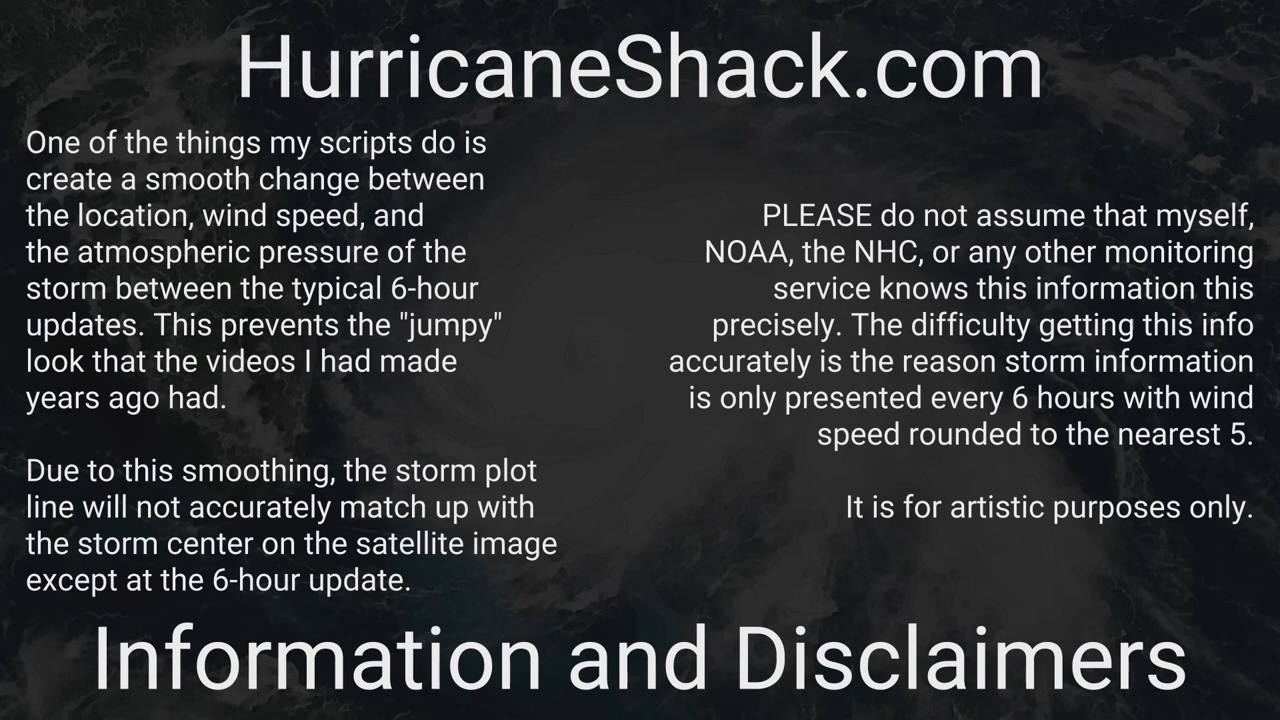 HurricaneShack.com
One of the things my scripts do is
create a smooth change between
the location, wind speed, and
the atmospheric pressure of the
storm between the typical 6-hour
updates. This prevents the "jumpy"
look that the videos I had made
years ago had.
Due to this smoothing, the storm plot
line will not accurately match up with
the storm center on the satellite image
except at the 6-hour update.
PLEASE do not assume that myself,
NOAA, the NHC, or any other monitoring
service knows this information this
precisely. The difficulty getting this info
accurately is the reason storm information
is only presented every 6 hours with wind
speed rounded to the nearest 5.
It is for artistic purposes only.
Information and Disclaimers